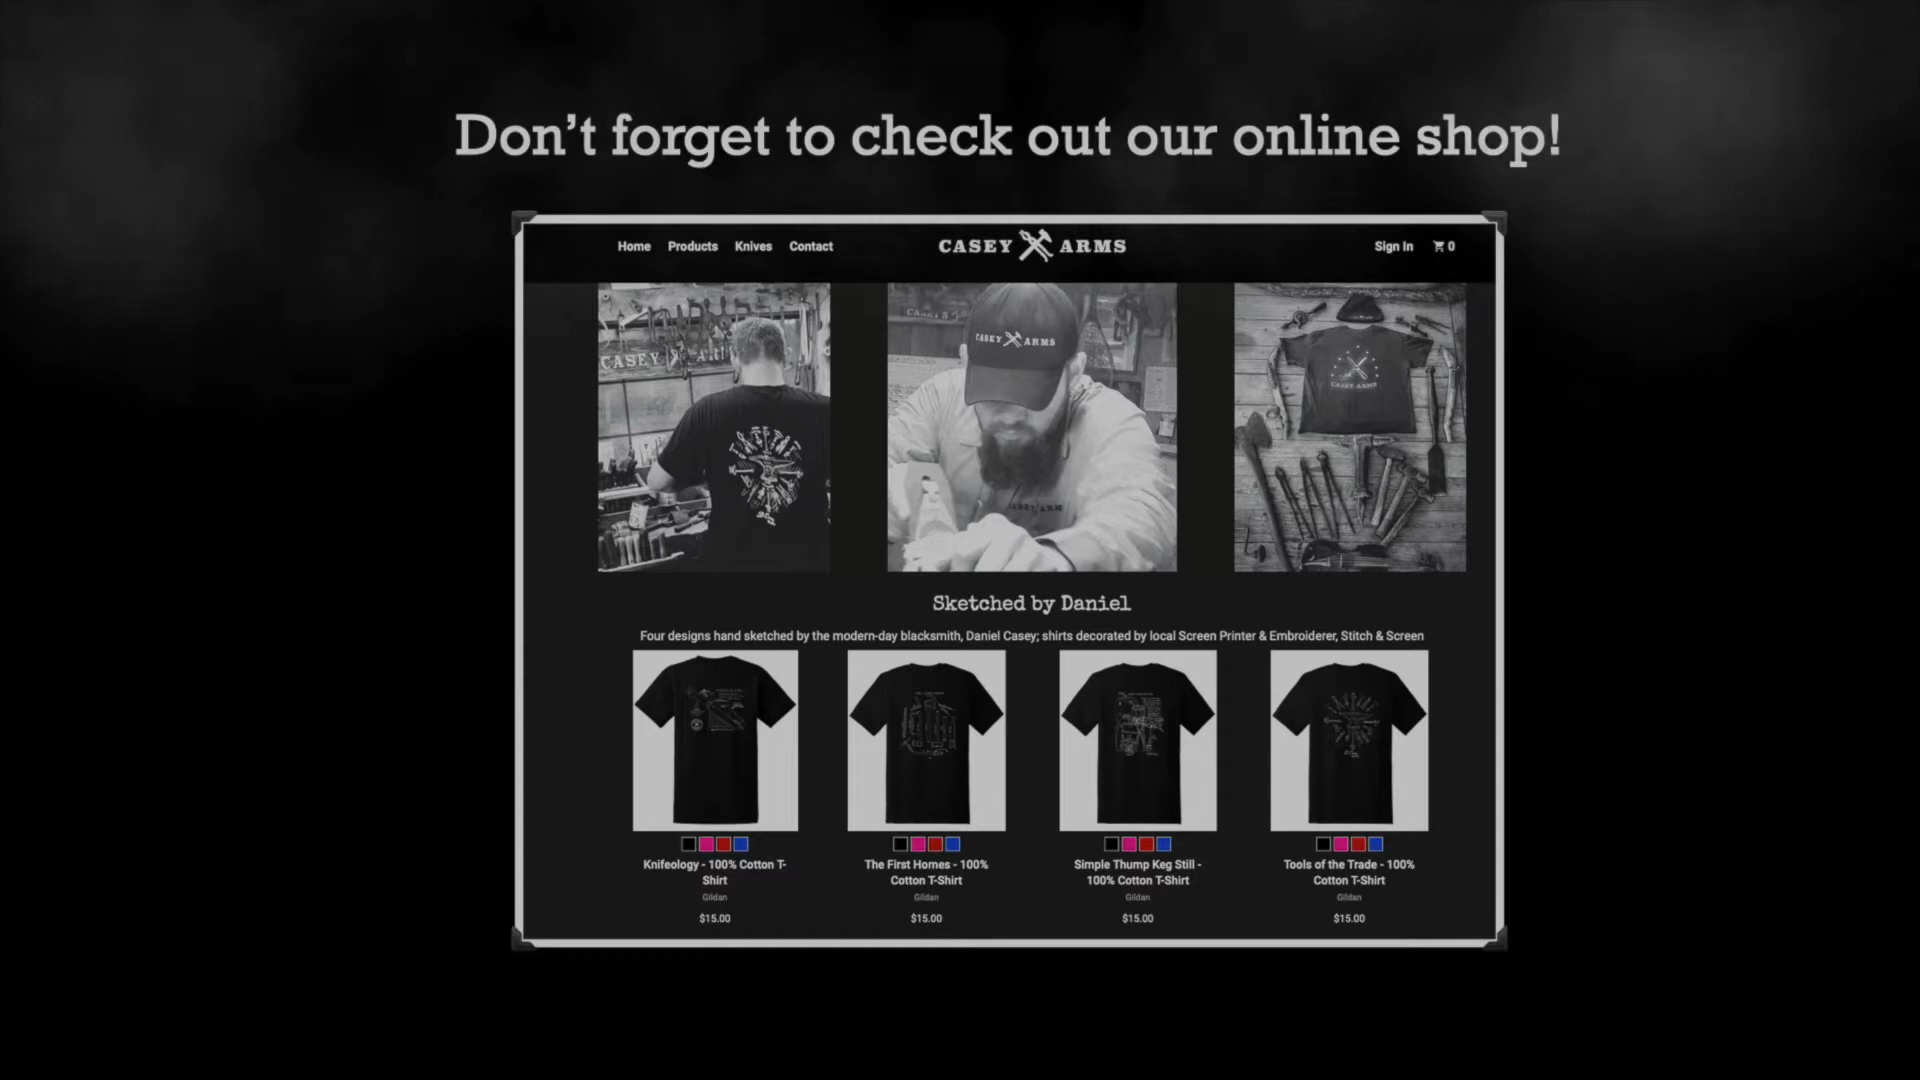 Don't forget to check out our online shop!
Home Products Knives Contact CASEY ARMS Sign In 0
CASEY ARMS
CASEY ARMS
CASEY ARMS
Sketched by Daniel
Four designs hand sketched by the modern-day blacksmith, Daniel Casey; shirts decorated by local Screen Printer & Embroiderer, Stitch & Screen
Knifeology - 100% Cotton T-
Shirt
Gildan
$15.00
The First Homes - 100%
Cotton T-Shirt
Gildan
$15.00
Simple Thump Keg Still -
100% Cotton T-Shirt
Gildan
$15.00
Tools of the Trade - 100%
Cotton T-Shirt
Gildan
$15.00